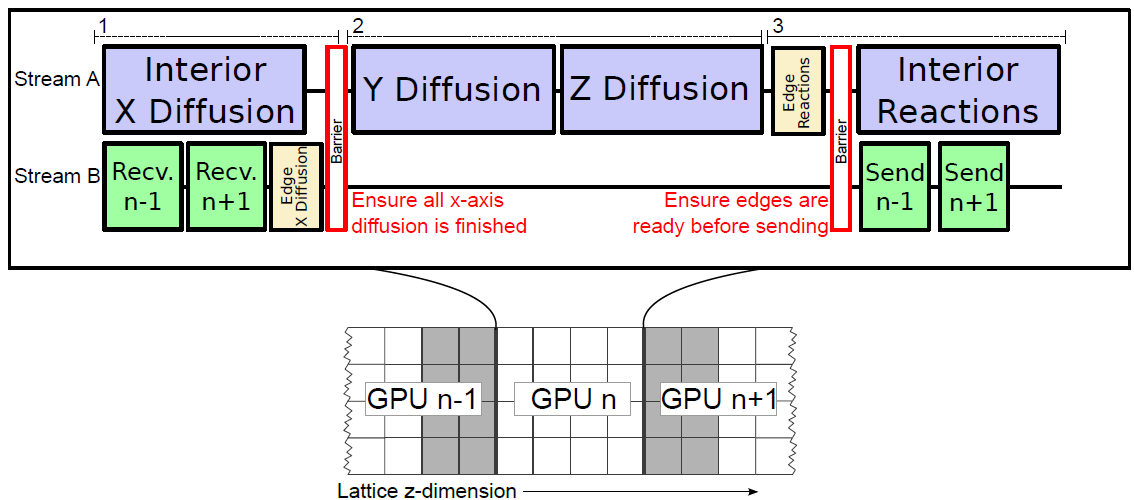 1
2
3
Stream A
Interior
X Diffusion
Barrier
Y Diffusion
Z Diffusion
Edge
Reactions
Barrier
Interior
Reactions
Stream B
Recv.
n-1
Recv.
n+1
Edge
X Diffusion
Ensure all x-axis
diffusion is finished
Ensure edges are
ready before sending
Send
n-1
Send
n+1
GPU n-1
GPU n
GPU n+1
Lattice z-dimension